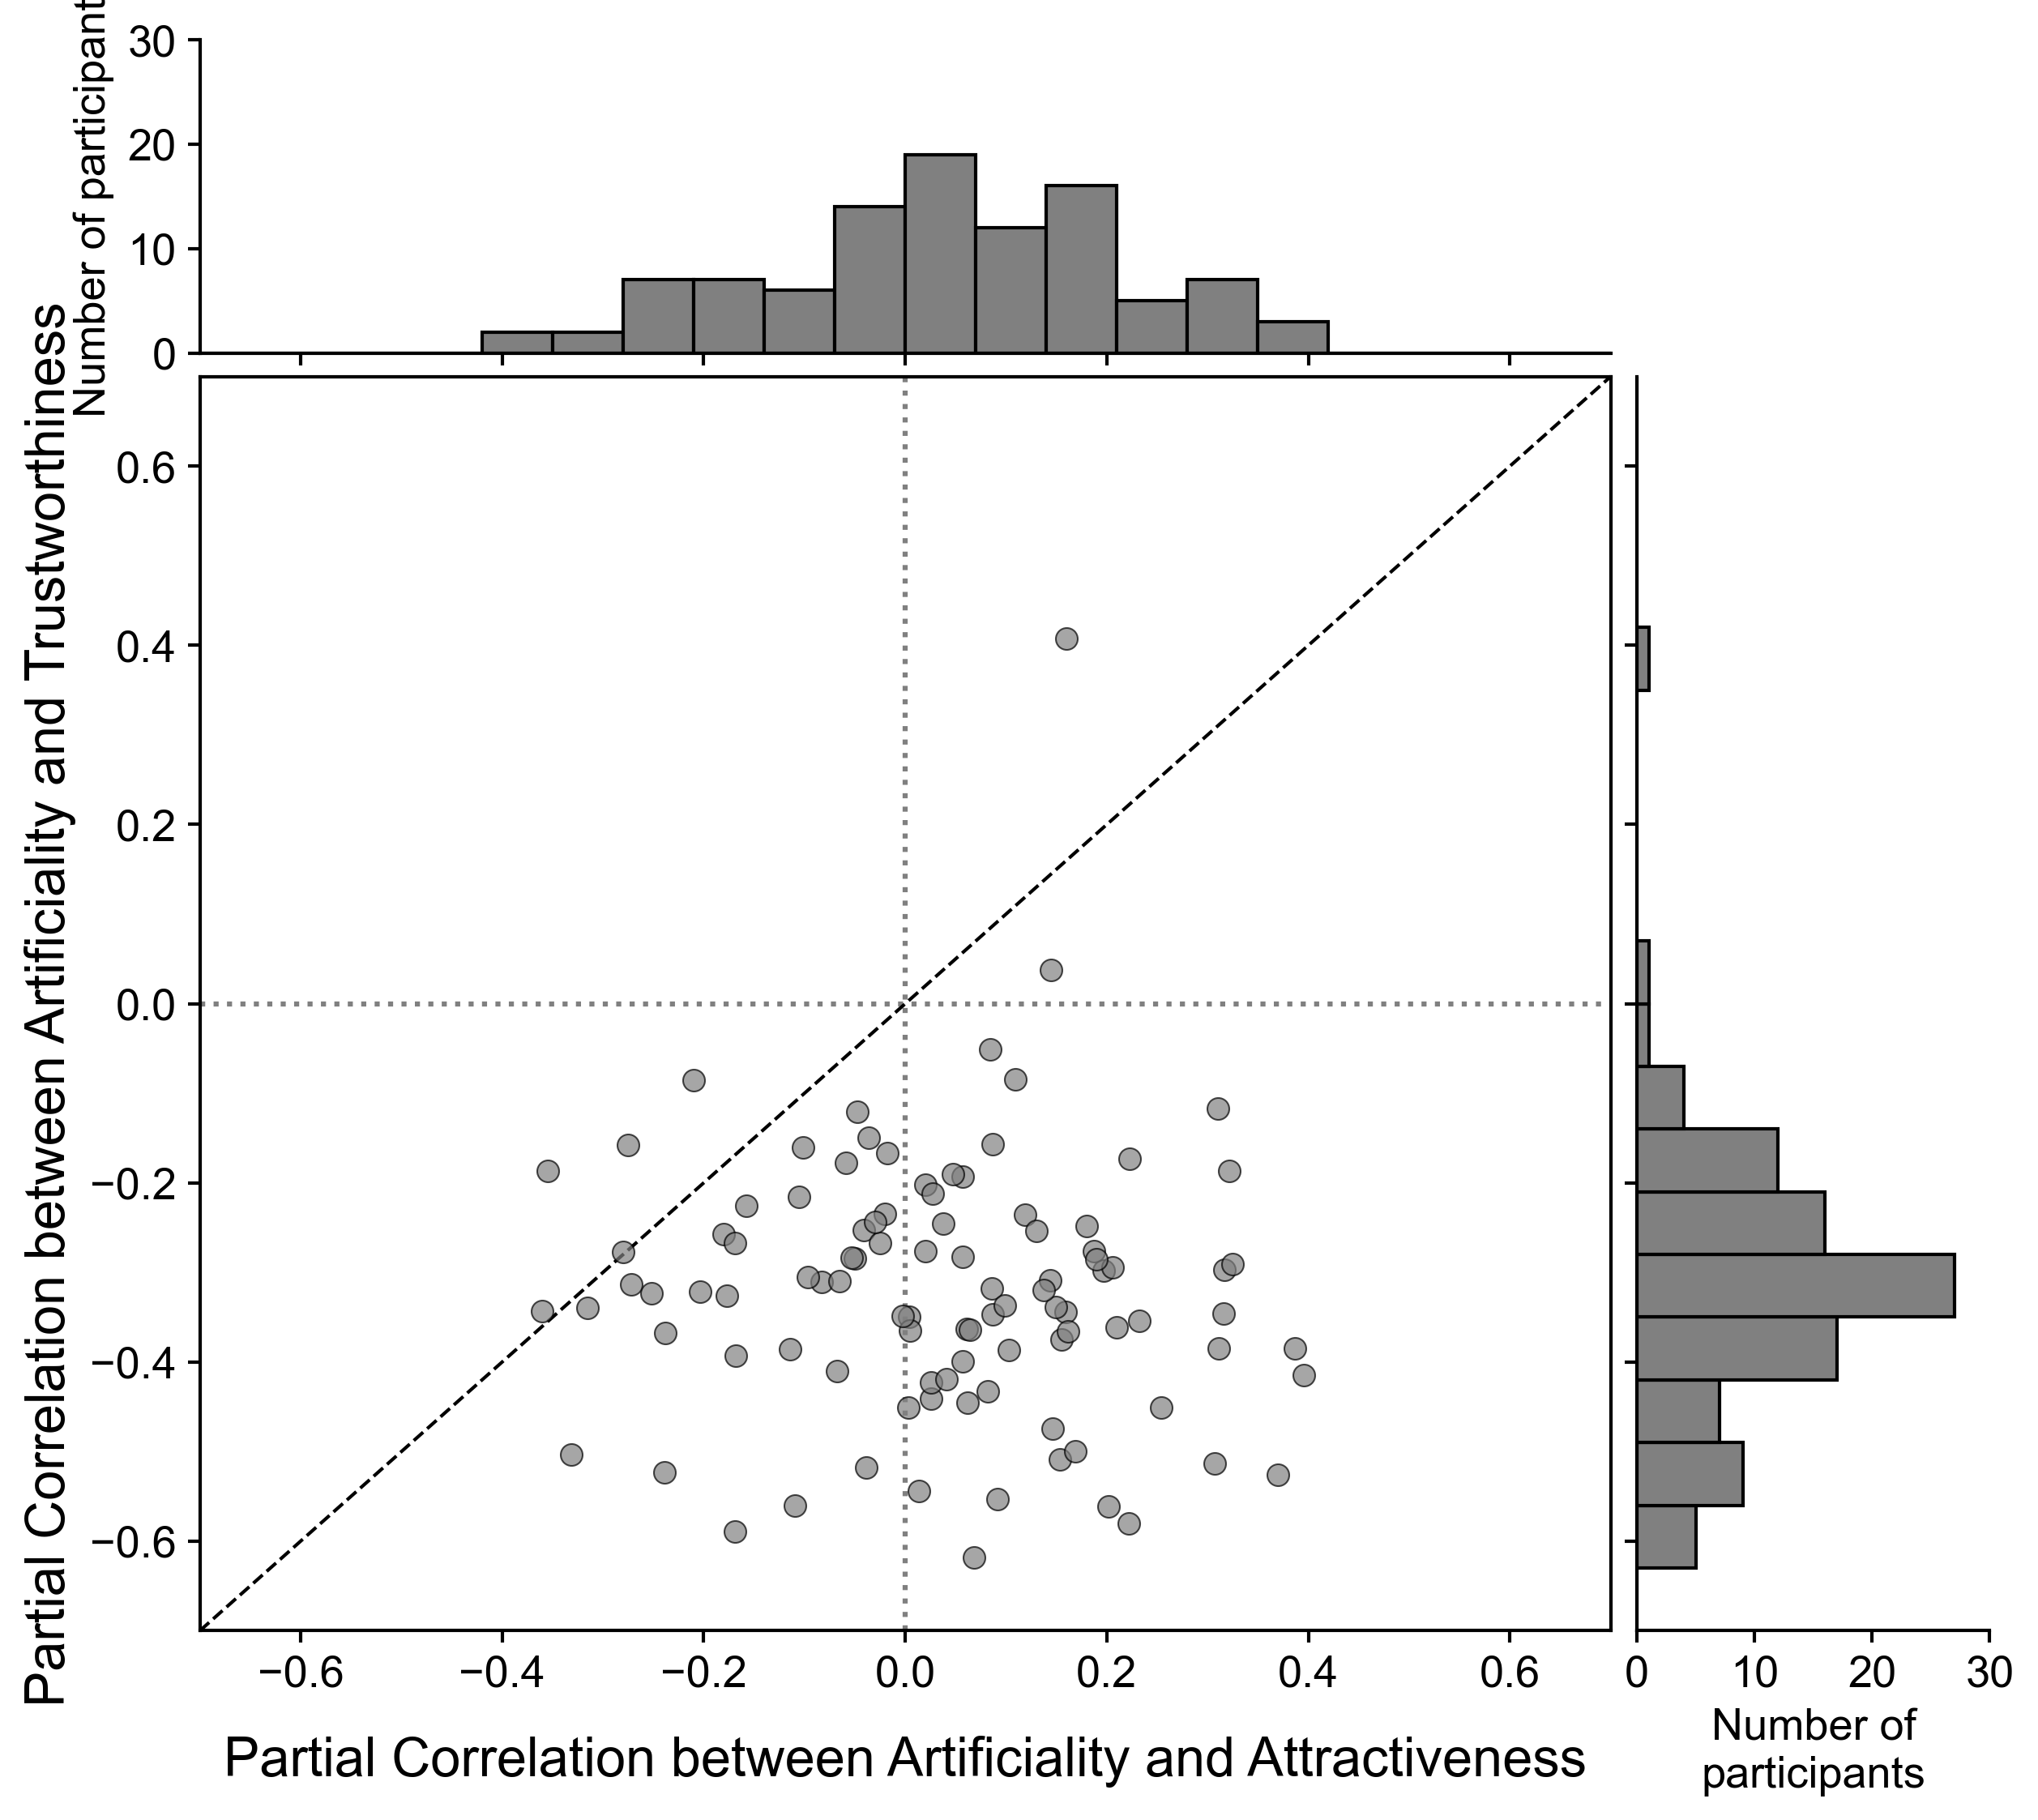 Number of participant
30
20
10
0
Partial Correlation between Artificiality and Trustworthiness
0.6
0.4
0.2
0.0
−0.2
−0.4
−0.6
−0.6 −0.4 −0.2 0.0 0.2 0.4 0.6
Partial Correlation between Artificiality and Attractiveness
0 10 20 30
Number of
participants